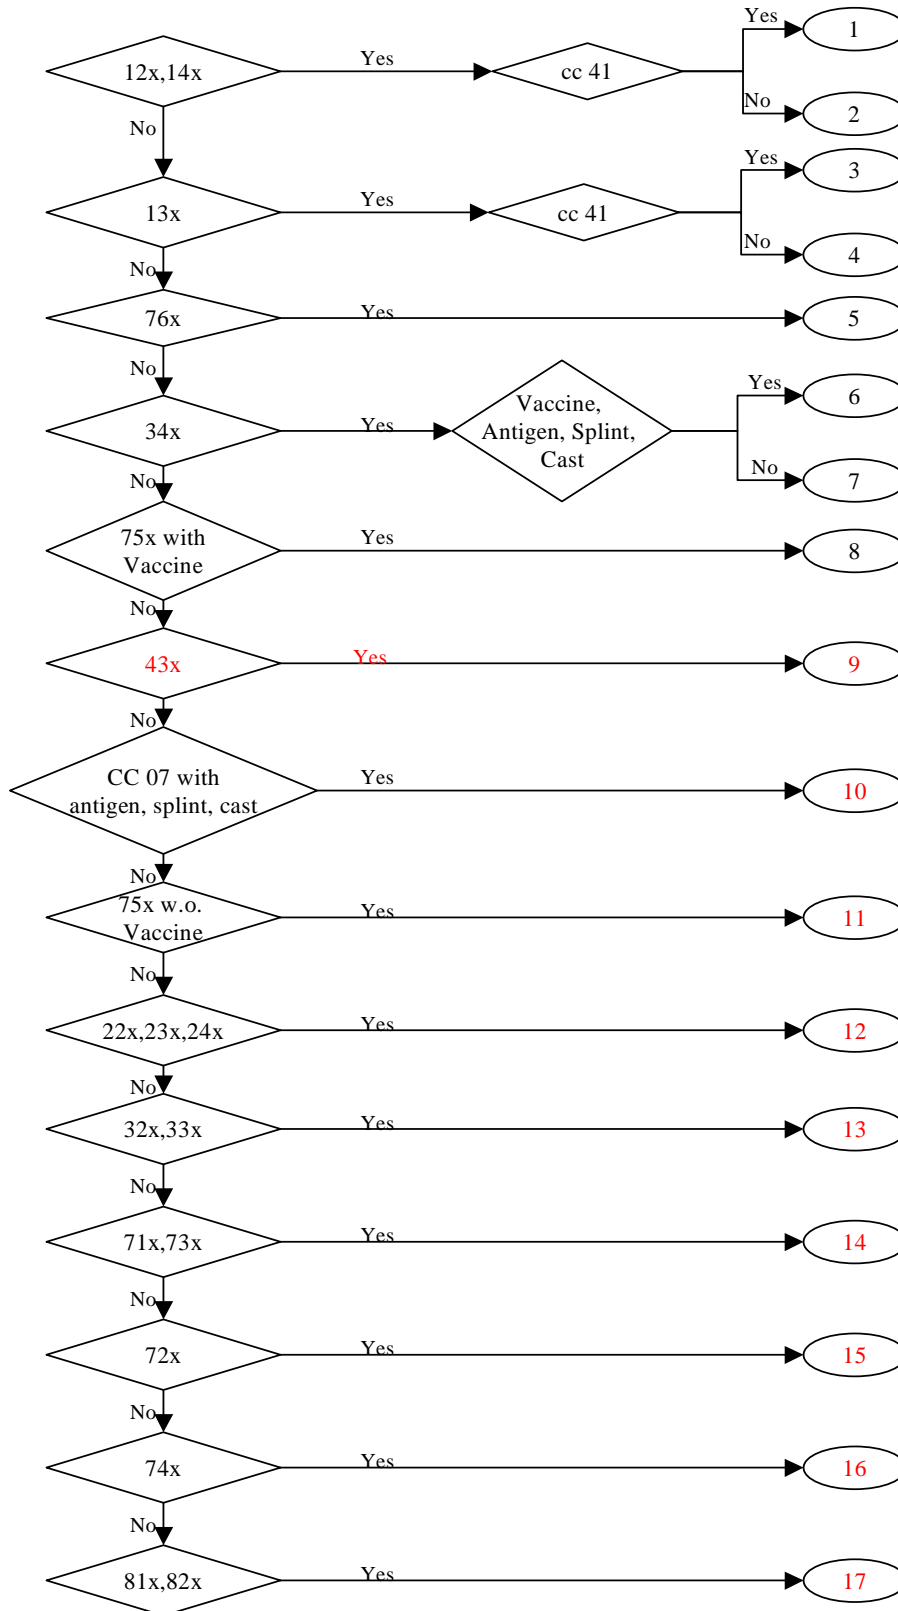 Yes
1
12x,14x
Yes
cc 41
No
2
No
Yes
3
13x
Yes
cc 41
No
4
No
76x
Yes
5
No
Yes
6
34x
Yes
Vaccine,
Antigen, Splint,
Cast
No
7
No
75x with
Vaccine
Yes
8
No
43x
Yes
9
No
CC 07 with
antigen, splint, cast
Yes
10
No
75x w.o.
Vaccine
Yes
11
No
22x,23x,24x
Yes
12
No
32x,33x
Yes
13
No
71x,73x
Yes
14
No
72x
Yes
15
No
74x
Yes
16
No
81x,82x
Yes
17